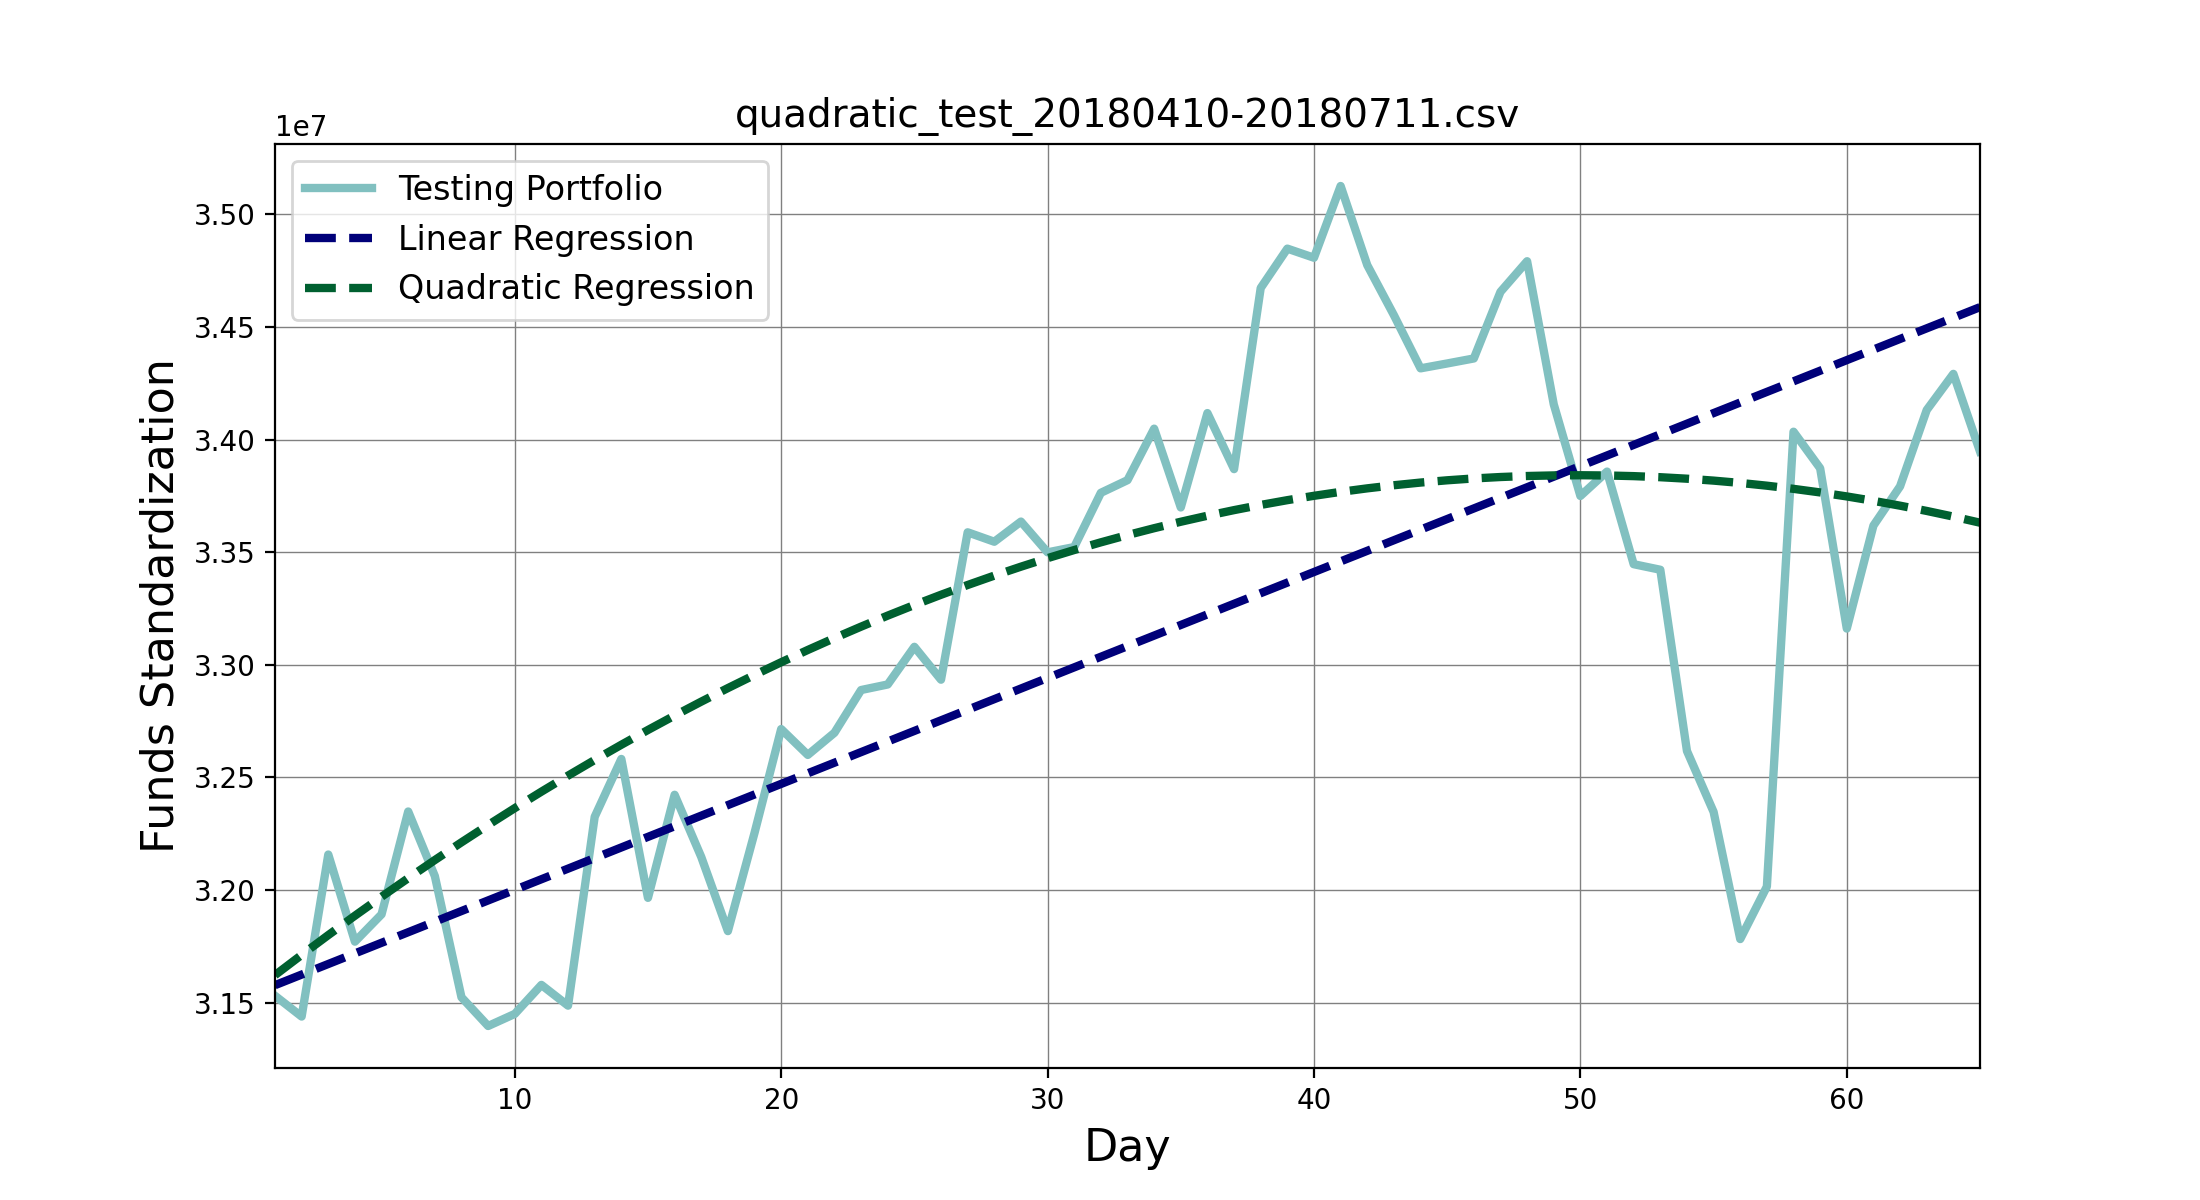 quadratic_test_20180410-20180711.csv
1e7
Testing Portfolio
Linear Regression
Quadratic Regression
3.50
3.45
3.40
3.35
3.30
3.25
3.20
3.15
Funds Standardization
10 20 30 40 50 60
Day